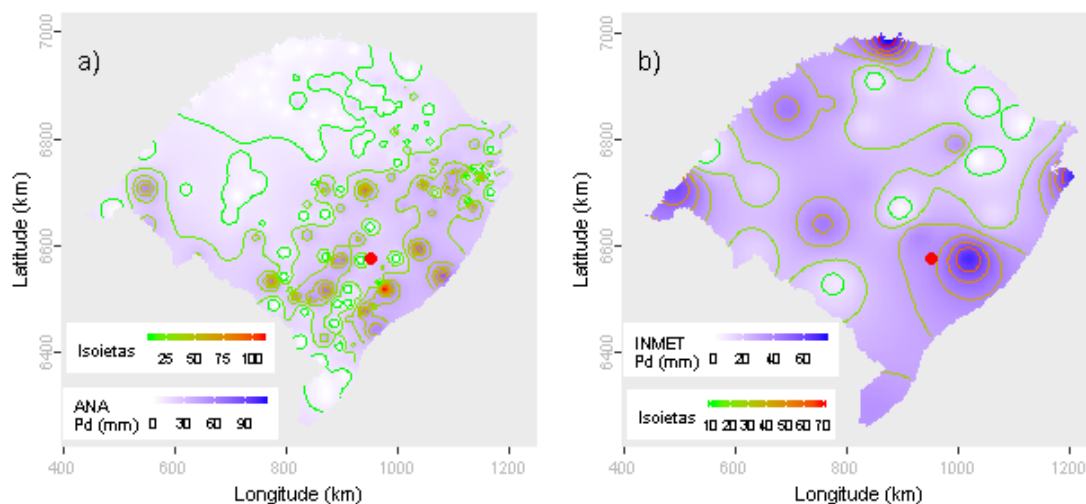 a)
7000
6800
6600
6400
Latitude (km)
Isoietas
25 50 75 100
ANA
Pd (mm) 0 30 60 90
400 600 800 1000 1200
Longitude (km)
b)
7000
6800
6600
6400
Latitude (km)
INMET
Pd (mm) 0 20 40 60
Isoietas
10 20 30 40 50 60 70
400 600 800 1000 1200
Longitude (km)